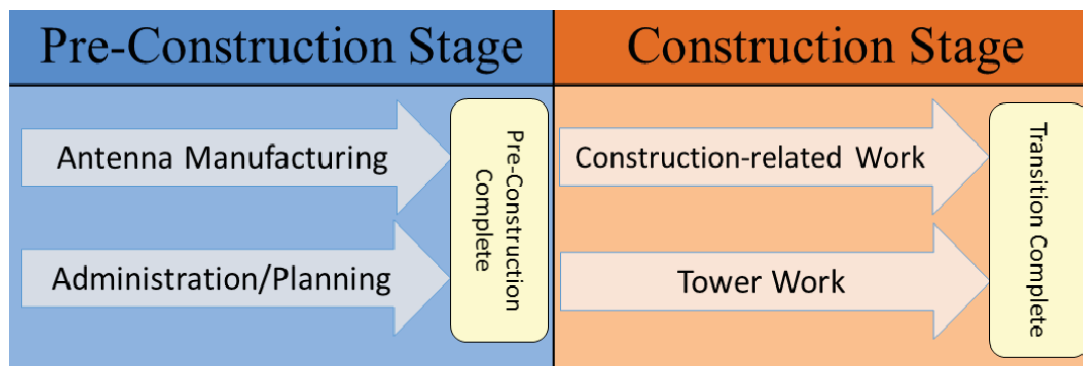 Pre-Construction Stage
Construction Stage
Antenna Manufacturing
Administration/Planning
Pre-Construction
Complete
Construction-related Work
Tower Work
Transition Complete